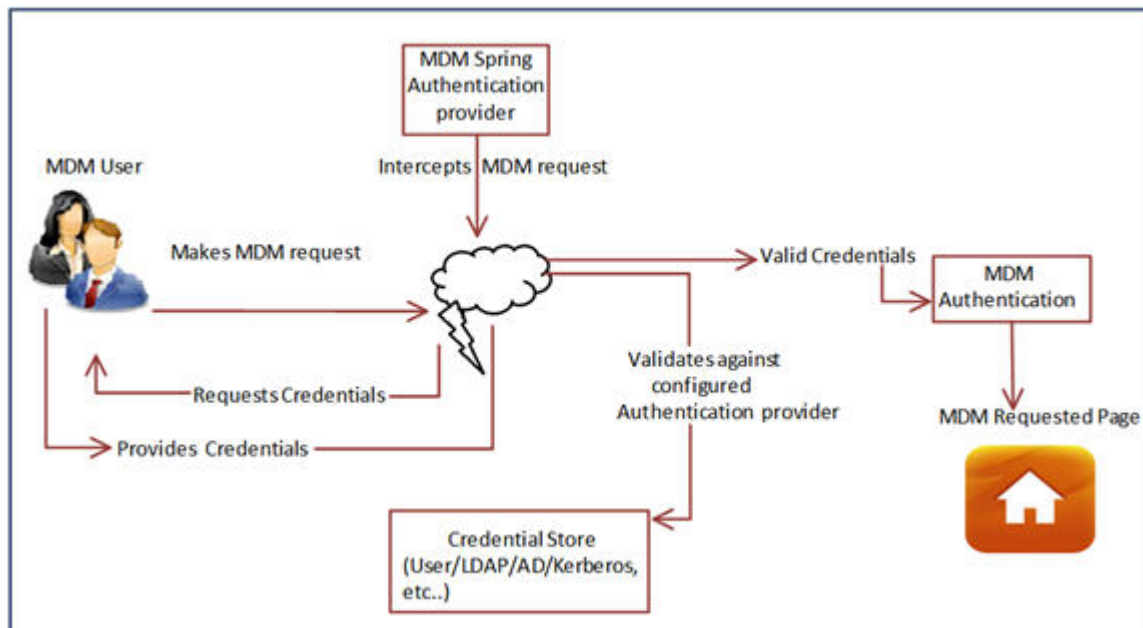 MDM Spring
Authentication
provider
Intercepts MDM request
MDM User
Makes MDM request
Valid Credentials
MDM
Authentication
Validates against
configured
Authentication provider
Requests Credentials
MDM Requested Page
Provides Credentials
Credential Store
(User/LDAP/AD/Kerberos,
etc..)